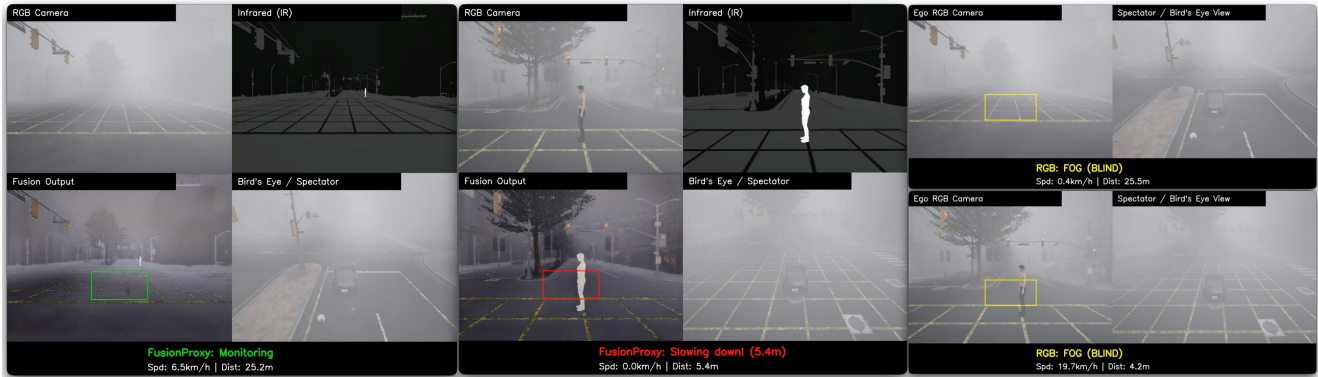 RGB Camera
Infrared (IR)
Fusion Output
Bird's Eye / Spectator
FusionProxy: Monitoring
Spd: 6.5km/h | Dist: 25.2m
RGB Camera
Infrared (IR)
Fusion Output
Bird's Eye / Spectator
FusionProxy: Slowing down! (5.4m)
Spd: 0.0km/h | Dist: 5.4m
Ego RGB Camera
Spectator / Bird's Eye View
RGB: FOG (BLIND)
Spd: 0.4km/h | Dist: 25.5m
Ego RGB Camera
Spectator / Bird's Eye View
RGB: FOG (BLIND)
Spd: 19.7km/h | Dist: 4.2m